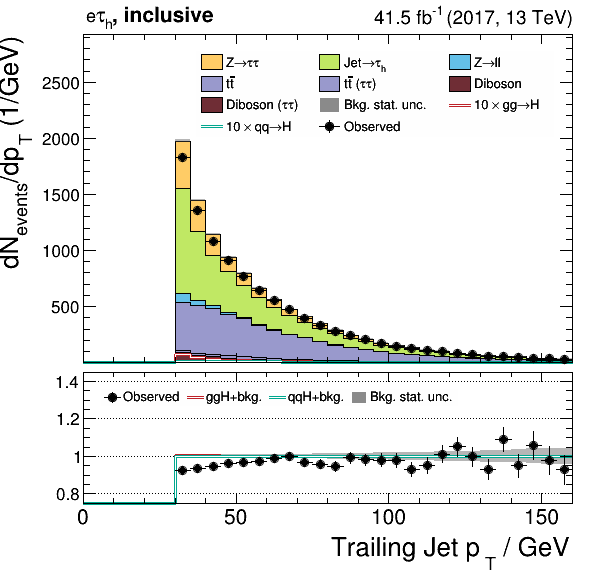 eτh, inclusive
41.5 fb-1 (2017, 13 TeV)
dNevents/dpT (1/GeV)
2500
2000
1500
1000
500
Z→ττ
Jet→τh
Z→ll
tt̄
tt̄ (ττ)
Diboson
Diboson (ττ)
Bkg. stat. unc.
10 × gg→H
10 × qq→H
Observed
1.4
1.2
1
0.8
Observed
ggH+bkg.
qqH+bkg.
Bkg. stat. unc.
0
50
100
150
Trailing Jet pT / GeV